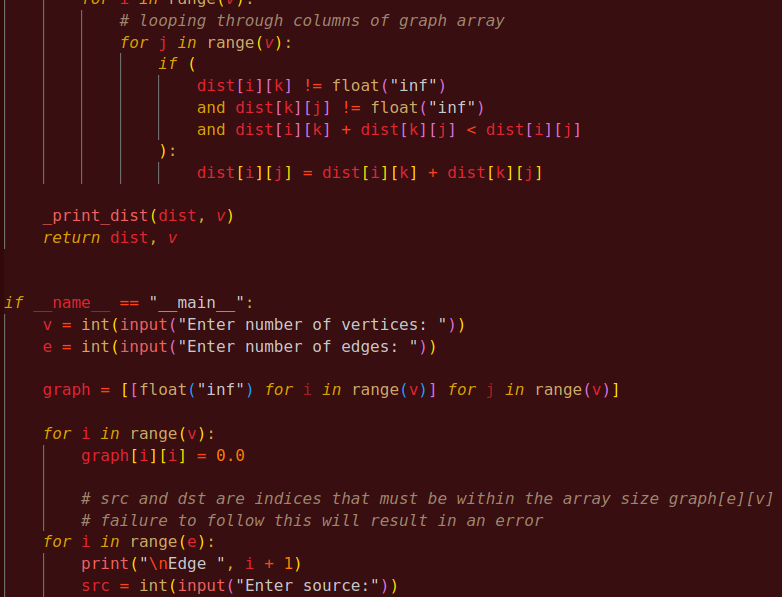 for i in range(v):
# looping through columns of graph array
for j in range(v):
if (
dist[i][k] != float("inf")
and dist[k][j] != float("inf")
and dist[i][k] + dist[k][j] < dist[i][j]
):
dist[i][j] = dist[i][k] + dist[k][j]
_print_dist(dist, v)
return dist, v
if __name__ == "__main__":
v = int(input("Enter number of vertices: "))
e = int(input("Enter number of edges: "))
graph = [[float("inf") for i in range(v)] for j in range(v)]
for i in range(v):
graph[i][i] = 0.0
# src and dst are indices that must be within the array size graph[e][v]
# failure to follow this will result in an error
for i in range(e):
print("\nEdge ", i + 1)
src = int(input("Enter source:"))